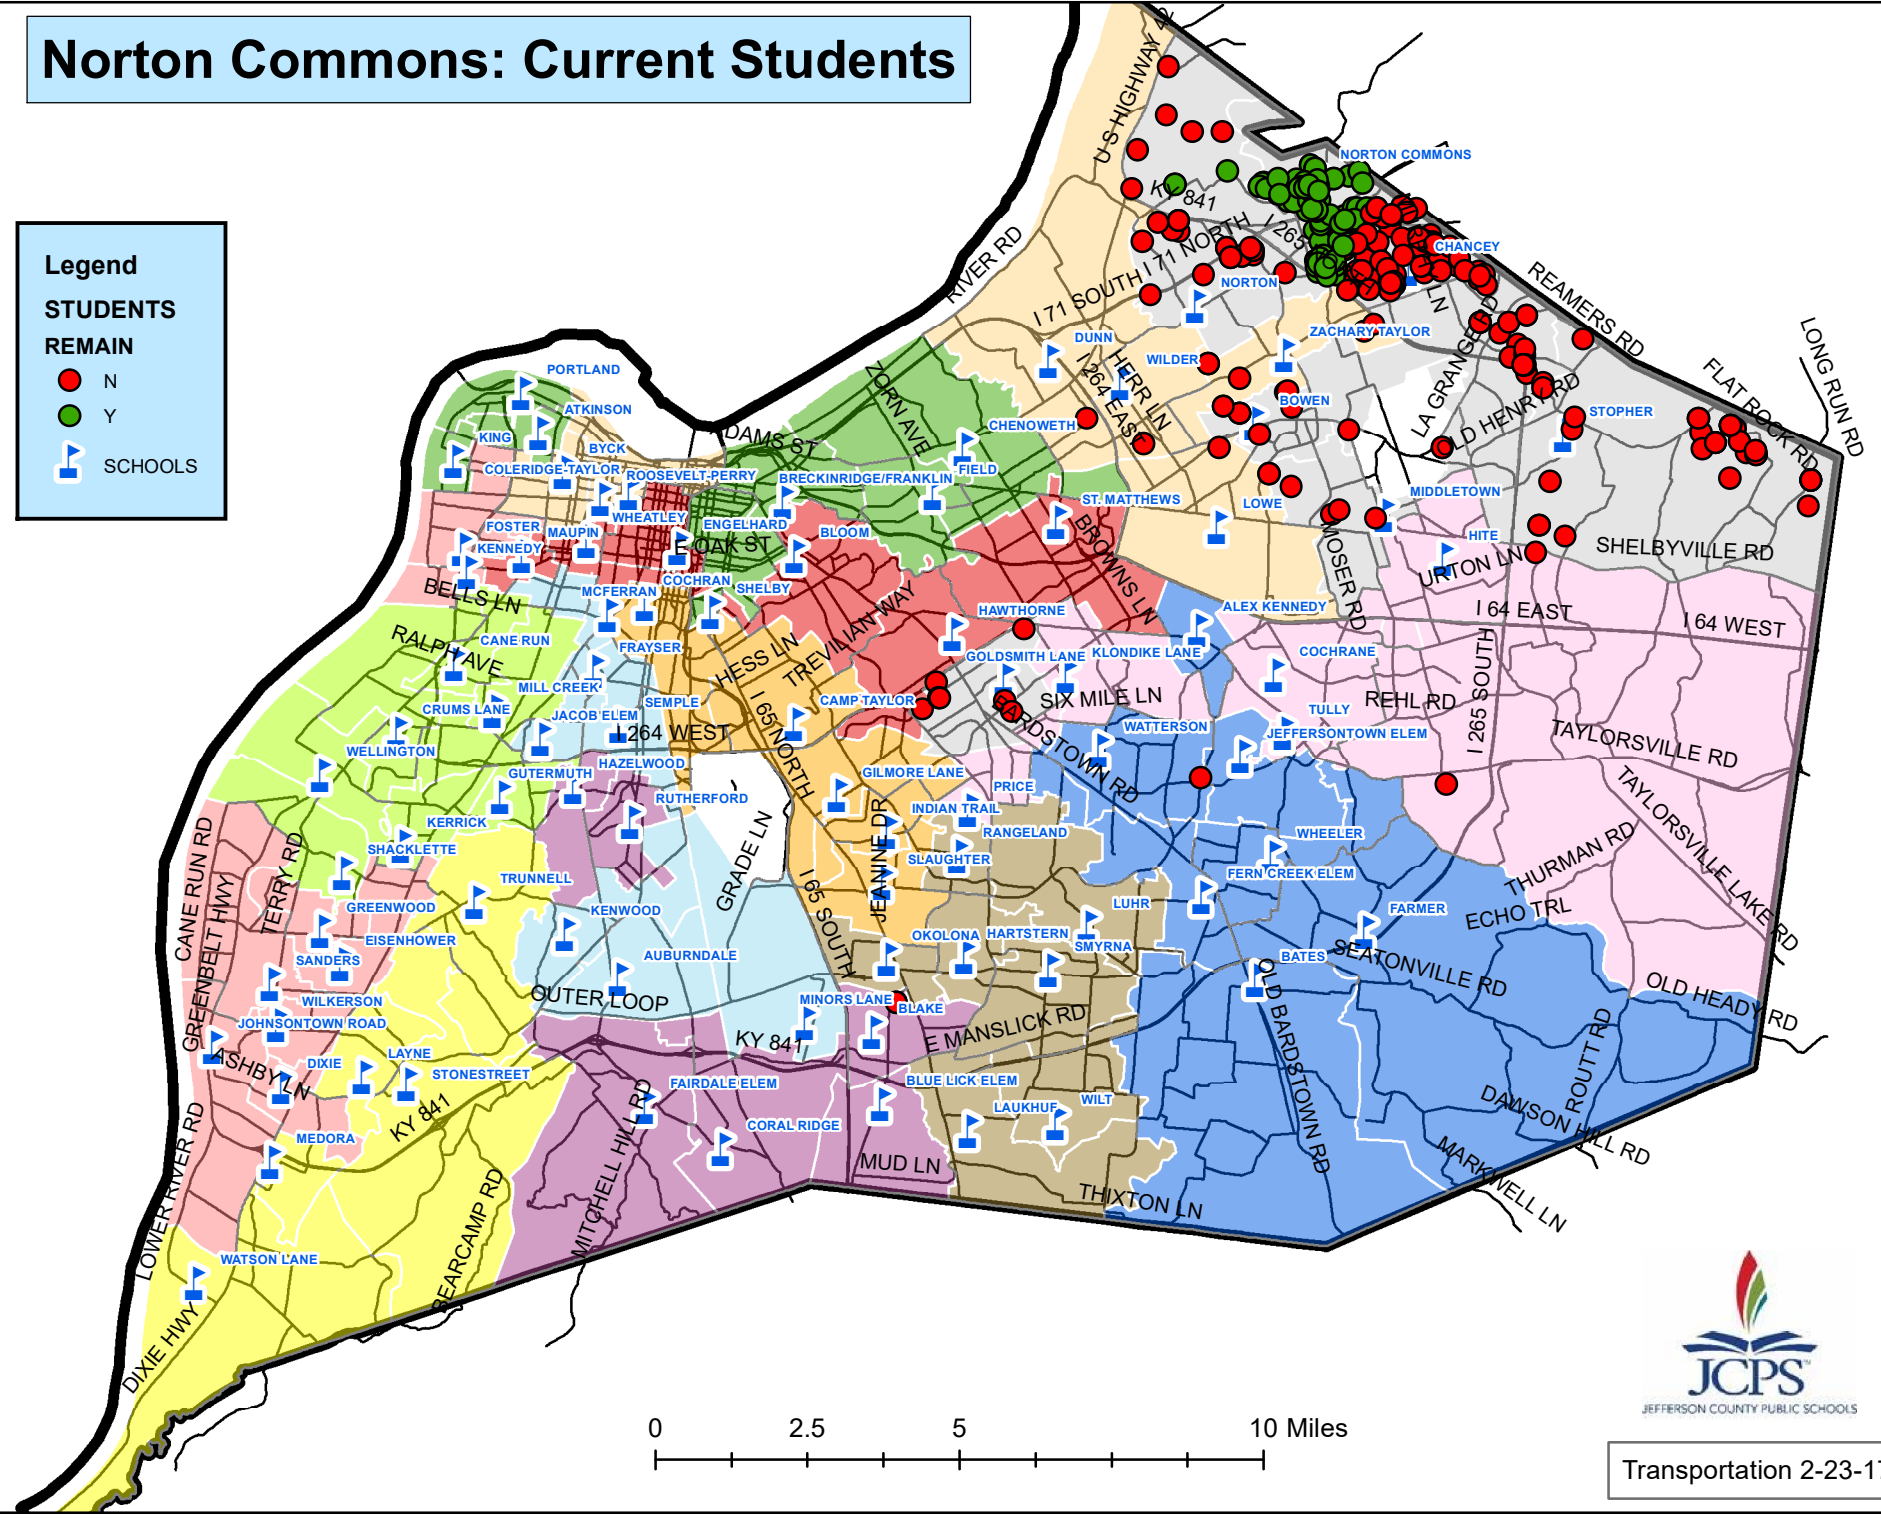 Norton Commons: Current Students
Legend
STUDENTS
REMAIN
N
Y
SCHOOLS
U S HIGHWAY 42
NORTON COMMONS
KY 841
I 265
I 71 NORTH
CHANCEY
RIVER RD
I 71 SOUTH
NORTON
LN
REAMERS RD
LONG RUN RD
DUNN
ZACHARY TAYLOR
WILDER
HERR LN
I 264 EAST
LA GRANGE RD
FLAT ROCK RD
PORTLAND
ZORN AVE
BOWEN
OLD HENRY RD
STOPHER
ATKINSON
CHENOWETH
KING
BYCK
ADAMS ST
COLERIDGE-TAYLOR
ROOSEVELT-PERRY
BRECKINRIDGE/FRANKLIN
FIELD
ST. MATTHEWS
LOWE
MIDDLETOWN
FOSTER
MAUPIN
WHEATLEY
ENGELHARD
BLOOM
BROWNS LN
MOSER RD
HITE
SHELBYVILLE RD
KENNEDY
E OAK ST
URTON LN
BELLS LN
MCFERRAN
COCHRAN
SHELBY
TREVILIAN WAY
HAWTHORNE
ALEX KENNEDY
I 64 EAST
I 64 WEST
RALPH AVE
CANE RUN
FRAYSER
HESS LN
GOLDSMITH LANE
KLONDIKE LANE
COCHRANE
MILL CREEK
SEMPLE
I 65 NORTH
CAMP TAYLOR
SIX MILE LN
REHL RD
I 265 SOUTH
CRUMS LANE
JACOB ELEM
I 264 WEST
BARDSTOWN RD
WATTERSON
TULLY
JEFFERSONTOWN ELEM
TAYLORSVILLE RD
WELLINGTON
GUTERMUTH
HAZELWOOD
GILMORE LANE
PRICE
RUTHERFORD
INDIAN TRAIL
TAYLORSVILLE LAKE RD
KERRICK
GRADE LN
JEANINE DR
RANGELAND
WHEELER
THURMAN RD
CANE RUN RD
TERRY RD
SHACKLETTE
SLAUGHTER
FERN CREEK ELEM
GREENBELT HWY
TRUNNELL
I 65 SOUTH
LUHR
FARMER
ECHO TRL
GREENWOOD
KENWOOD
OKOLONA
HARTSTERN
SMYRNA
EISENHOWER
AUBURNDALE
BATES
SEATONVILLE RD
SANDERS
OUTER LOOP
OLD HEADY RD
WILKERSON
MINORS LANE
BLAKE
E MANSLICK RD
OLD BARDSTOWN RD
ROUTT RD
JOHNSONTOWN ROAD
KY 841
ASHBY LN
DIXIE
LAYNE
STONESTREET
FAIRDALE ELEM
BLUE LICK ELEM
LAUKHUF
WILT
DAWSON HILL RD
KY 841
MITCHELL HILL RD
CORAL RIDGE
MEDORA
MARKWELL LN
LOWER RIVER RD
BEARCAMP RD
MUD LN
THIXTON LN
WATSON LANE
DIXIE HWY
JCPS
JEFFERSON COUNTY PUBLIC SCHOOLS
0 2.5 5 10 Miles
Transportation 2-23-17